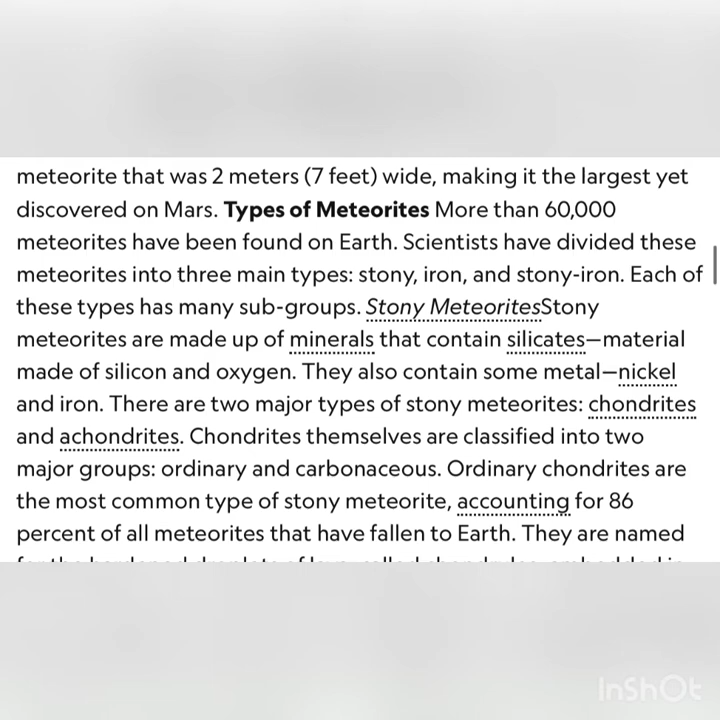 meteorite that was 2 meters (7 feet) wide, making it the largest yet
discovered on Mars. Types of Meteorites More than 60,000
meteorites have been found on Earth. Scientists have divided these
meteorites into three main types: stony, iron, and stony-iron. Each of
these types has many sub-groups. Stony MeteoritesStony
meteorites are made up of minerals that contain silicates—material
made of silicon and oxygen. They also contain some metal—nickel
and iron. There are two major types of stony meteorites: chondrites
and achondrites. Chondrites themselves are classified into two
major groups: ordinary and carbonaceous. Ordinary chondrites are
the most common type of stony meteorite, accounting for 86
percent of all meteorites that have fallen to Earth. They are named
InShOt